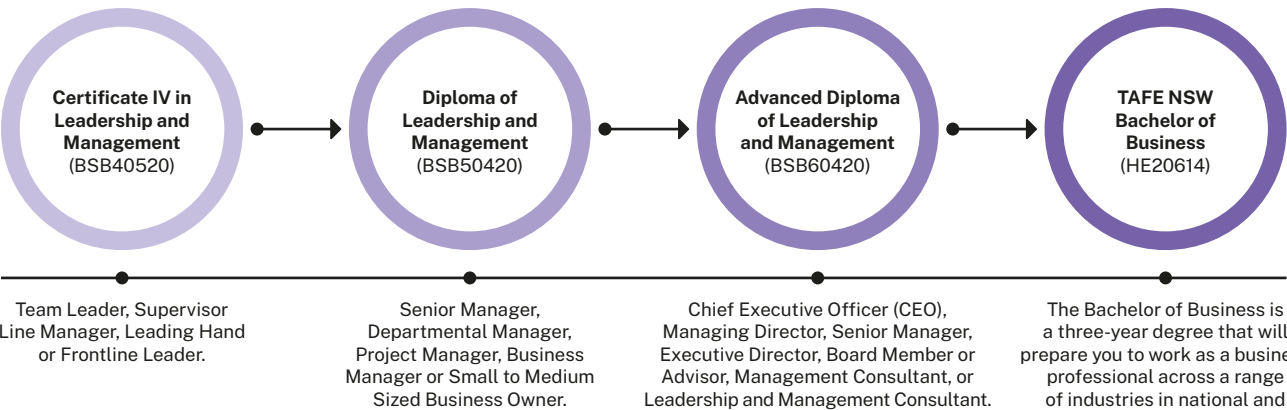 Certificate IV in
Leadership and
Management
(BSB40520)
Diploma of
Leadership and
Management
(BSB50420)
Advanced Diploma
of Leadership
and Management
(BSB60420)
TAFE NSW
Bachelor of
Business
(HE20614)
Team Leader, Supervisor
Line Manager, Leading Hand
or Frontline Leader.
Senior Manager,
Departmental Manager,
Project Manager, Business
Manager or Small to Medium
Sized Business Owner.
Chief Executive Officer (CEO),
Managing Director, Senior Manager,
Executive Director, Board Member or
Advisor, Management Consultant, or
Leadership and Management Consultant.
The Bachelor of Business is
a three-year degree that will
prepare you to work as a busine
professional across a range
of industries in national and